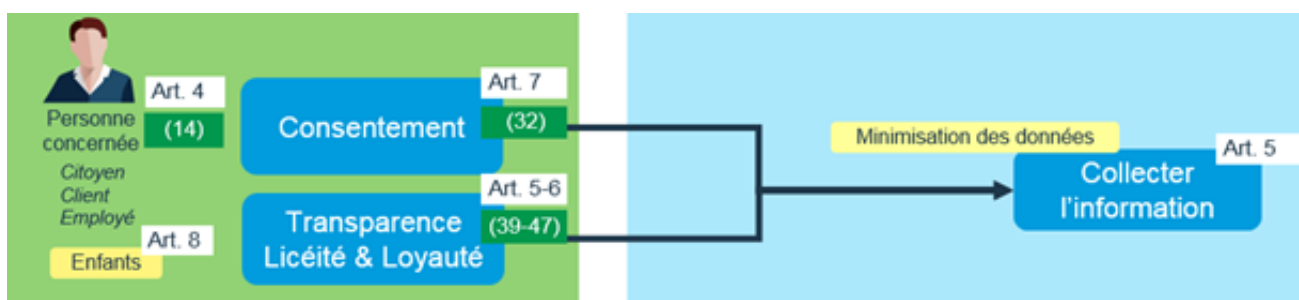 Personne
concernée
Art. 4
(14)
Citoyen
Client
Employé
Art. 8
Enfants
Consentement
Art. 7
(32)
Transparence
Licéité & Loyauté
Art. 5-6
(39-47)
Minimisation des données
Art. 5
Collecter
l'information